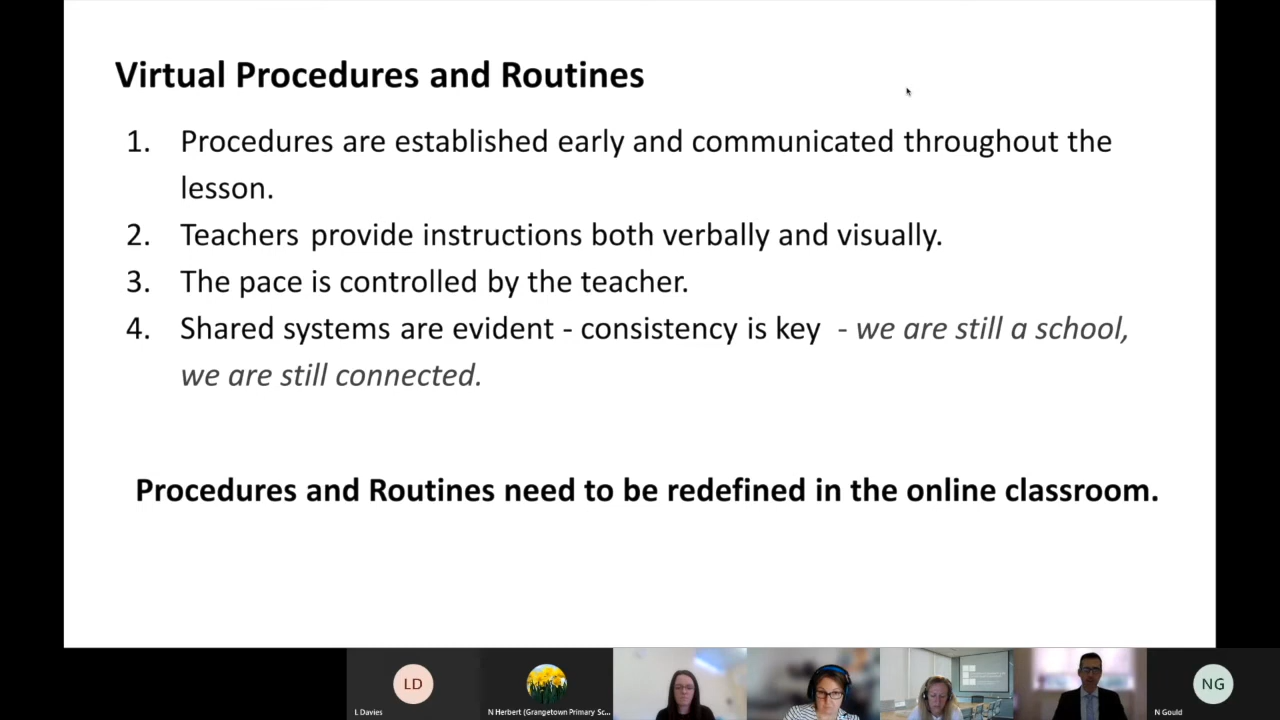 Virtual Procedures and Routines
1. Procedures are established early and communicated throughout the
lesson.
2. Teachers provide instructions both verbally and visually.
3. The pace is controlled by the teacher.
4. Shared systems are evident - consistency is key - we are still a school,
we are still connected.
Procedures and Routines need to be redefined in the online classroom.
LD
NG
L Davies
N Herbert (Grangetown Primary Sc...
N Gould